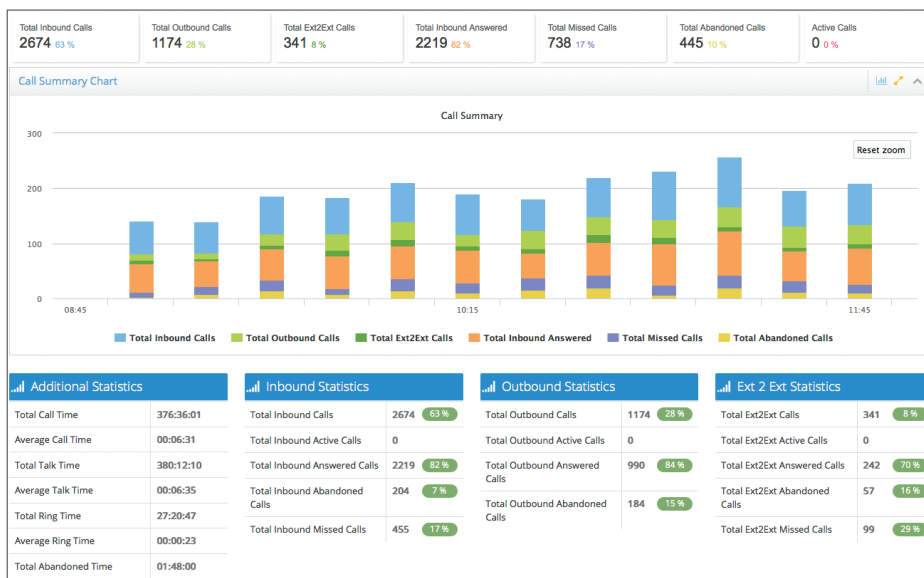 Total Inbound Calls
2674 63 %
Total Outbound Calls
1174 28 %
Total Ext2Ext Calls
341 8 %
Total Inbound Answered
2219 82 %
Total Missed Calls
738 17 %
Total Abandoned Calls
445 10 %
Active Calls
0 0 %
Call Summary Chart
Call Summary
Reset zoom
300
200
100
0
08:45 10:15 11:45
Total Inbound Calls Total Outbound Calls Total Ext2Ext Calls Total Inbound Answered Total Missed Calls Total Abandoned Calls
Additional Statistics
Total Call Time 376:36:01
Average Call Time 00:06:31
Total Talk Time 380:12:10
Average Talk Time 00:06:35
Total Ring Time 27:20:47
Average Ring Time 00:00:23
Total Abandoned Time 01:48:00
Inbound Statistics
Total Inbound Calls 2674 63 %
Total Inbound Active Calls 0
Total Inbound Answered Calls 2219 82 %
Total Inbound Abandoned 204 7 %
Calls
Total Inbound Missed Calls 455 17 %
Outbound Statistics
Total Outbound Calls 1174 28 %
Total Outbound Active Calls 0
Total Outbound Answered 990 84 %
Calls
Total Outbound Abandoned 184 15 %
Calls
Ext 2 Ext Statistics
Total Ext2Ext Calls 341 8 %
Total Ext2Ext Active Calls 0
Total Ext2Ext Answered Calls 242 70 %
Total Ext2Ext Abandoned 57 16 %
Calls
Total Ext2Ext Missed Calls 99 29 %